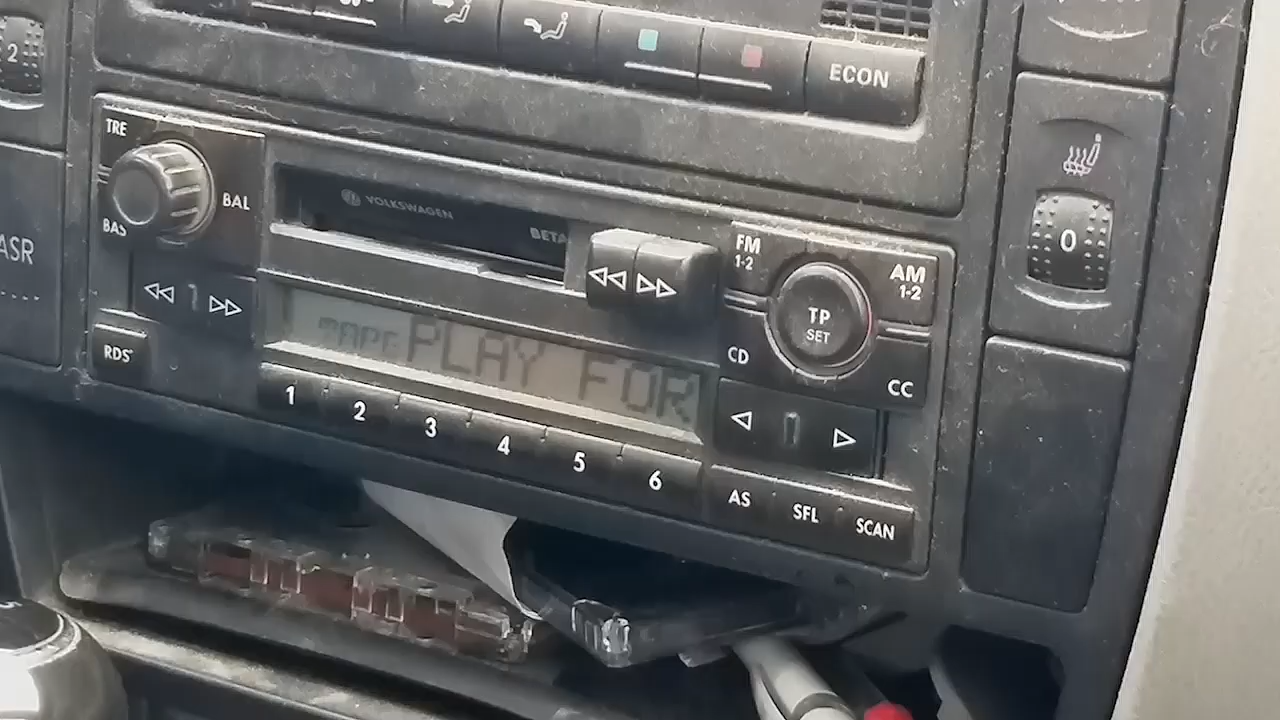 ECON
2
TRE
BAL
BAS
ASR
VOLKSWAGEN
BETA
FM
1-2
AM
1-2
TP
SET
CD
CC
0
RDS
TAPE PLAY FOR
1 2 3 4 5 6
AS SFL SCAN